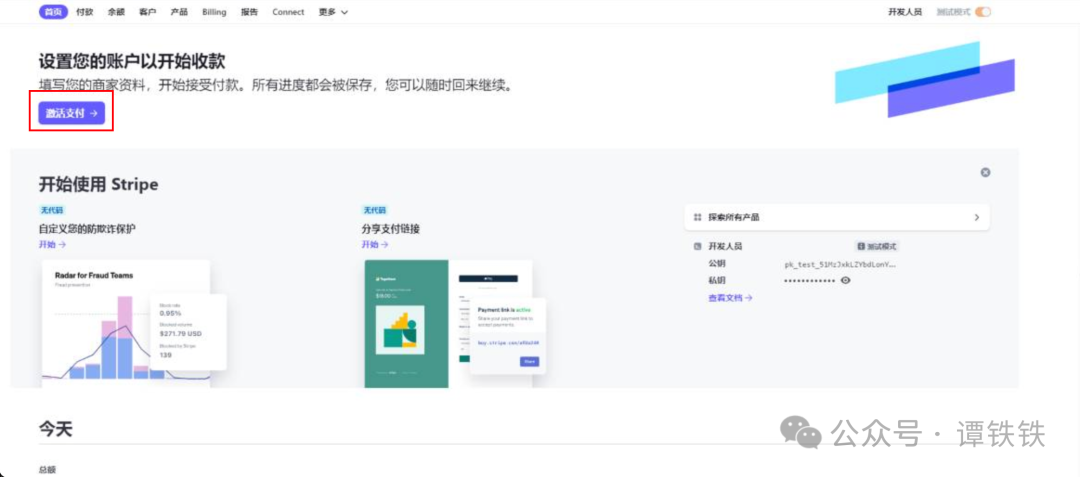 首页 付款 余额 客户 产品 Billing 报告 Connect 更多 开发人员 测试模式
设置您的账户以开始收款
填写您的商家资料，开始接受付款。所有进度都会被保存，您可以随时回来继续。
激活支付 →
开始使用 Stripe
无代码
自定义您的防欺诈保护
开始 →
Radar for Fraud Teams
Fraud prevention
Block rate
0.95%
Blocked volume
$271.79 USD
Blocked by Stripe
139
无代码
分享支付链接
开始 →
Payment link is active
Share your payment link to
accept payments.
探索所有产品
开发人员 测试模式
公钥 pk_test_51MzJxkLZYbdLonY...
私钥 ••••••••••••
查看文档 →
今天
总额
公众号 · 谭铁铁